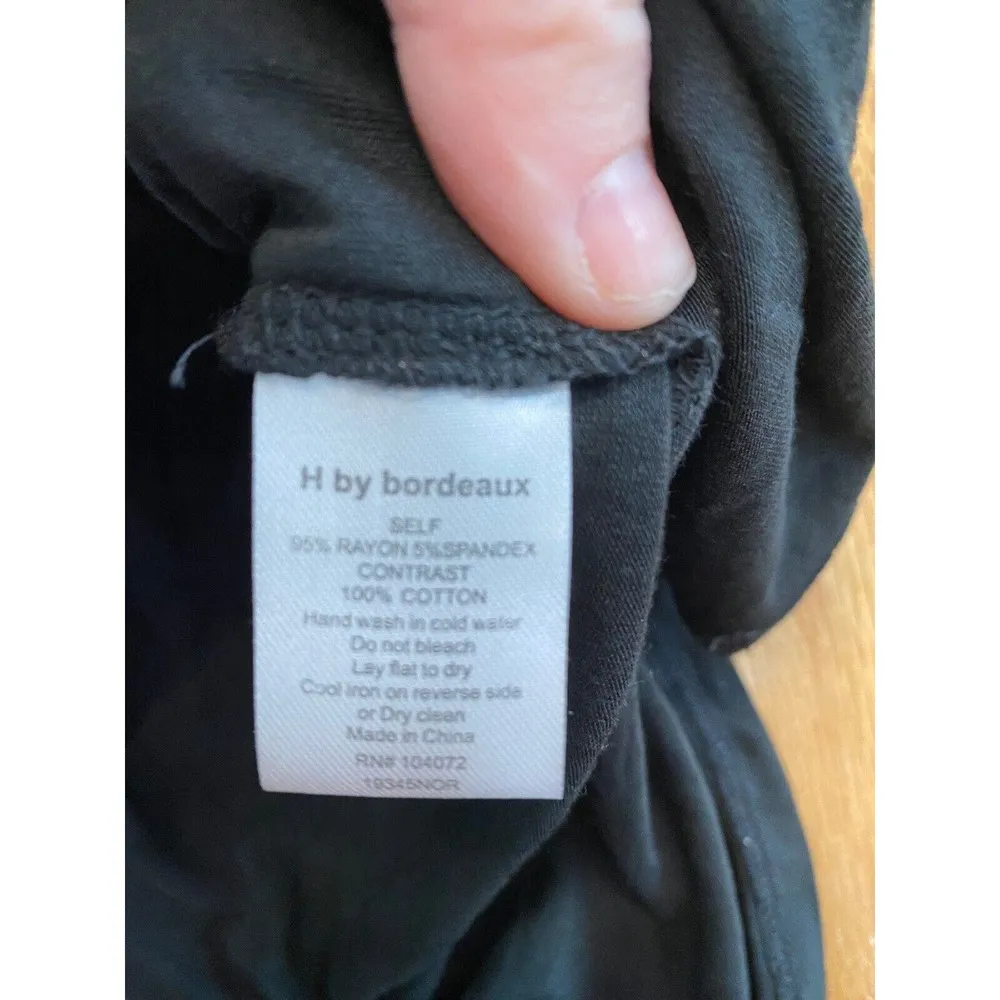 H by bordeaux
SELF
95% RAYON 5%SPANDEX
CONTRAST
100% COTTON
Hand wash in cold water
Do not bleach
Lay flat to dry
Cool iron on reverse side
or Dry clean
Made in China
RN# 104072
19345NOR